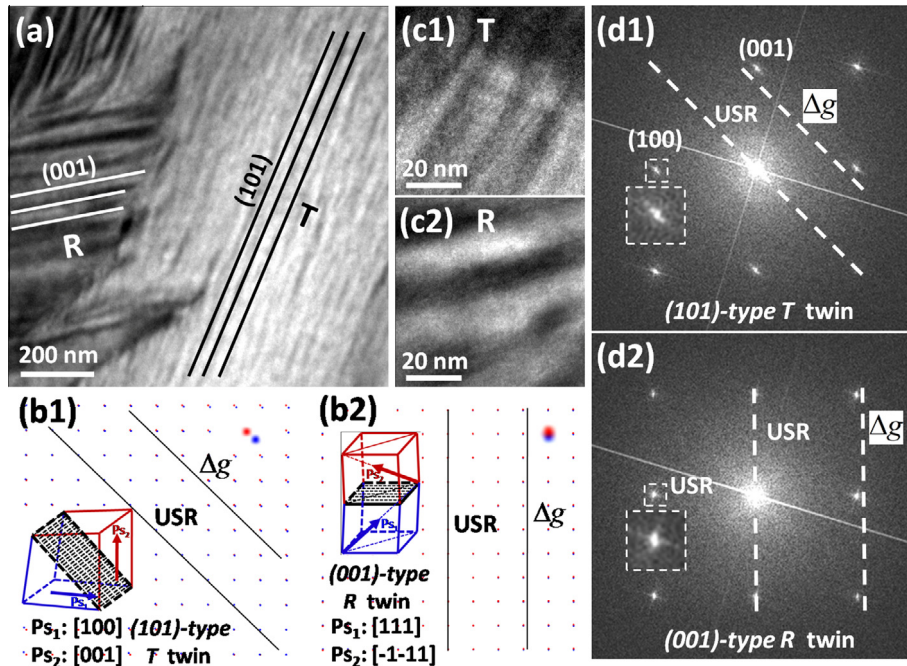 (a)
(001)
R
(101)
T
200 nm
(c1) T
20 nm
(c2) R
20 nm
(d1)
(001)
Δg
USR
(100)
(101)-type T twin
(d2)
USR
Δg
USR
(001)-type R twin
(b1)
Δg
USR
Ps₂
Ps₁
Ps₁: [100] (101)-type
Ps₂: [001] T twin
(b2)
Ps₂
Ps₁
USR
Δg
(001)-type
R twin
Ps₁: [111]
Ps₂: [-1-11]